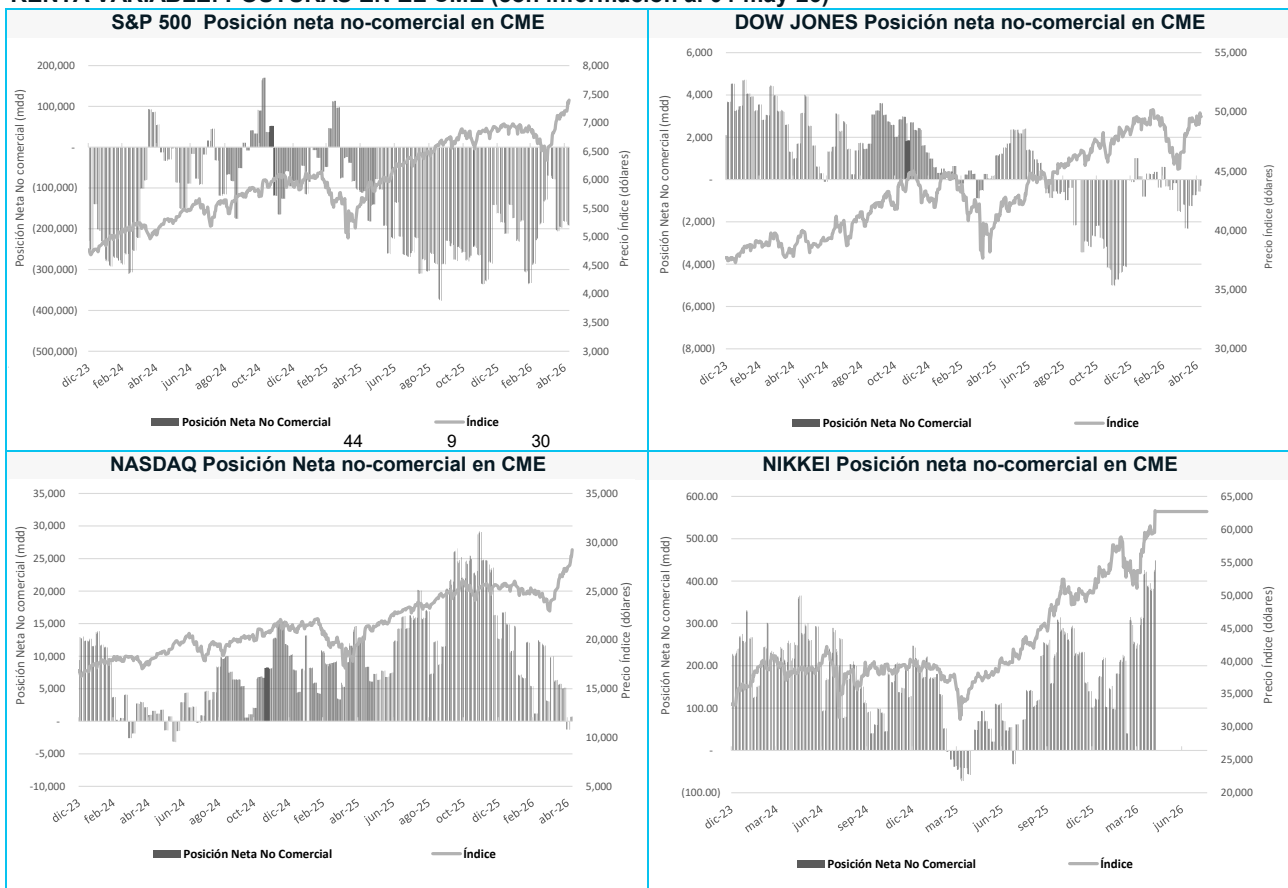 RENTA VARIABLE: POSTURAS EN EL CME (con información al
S&P 500 Posición neta no-comercial en CME
Posición Neta No comercial (mdd)
200,000
100,000
-
(100,000)
(200,000)
(300,000)
(400,000)
(500,000)
8,000
7,500
7,000
6,500
6,000
5,500
5,000
4,500
4,000
3,500
3,000
Precio Índice (dólares)
dic-23
feb-24
abr-24
jun-24
ago-24
oct-24
dic-24
feb-25
abr-25
jun-25
ago-25
oct-25
dic-25
feb-26
abr-26
Posición Neta No Comercial
Índice
44 9 30
DOW JONES Posición neta no-comercial en CME
Posición Neta No comercial (mdd)
6,000
4,000
2,000
-
(2,000)
(4,000)
(6,000)
(8,000)
55,000
50,000
45,000
40,000
35,000
30,000
Precio Índice (dólares)
dic-23
feb-24
abr-24
jun-24
ago-24
oct-24
dic-24
feb-25
abr-25
jun-25
ago-25
oct-25
dic-25
feb-26
abr-26
Posición Neta No Comercial
Índice
NASDAQ Posición Neta no-comercial en CME
Posición Neta No comercial (mdd)
35,000
30,000
25,000
20,000
15,000
10,000
5,000
-
-5,000
-10,000
35,000
30,000
25,000
20,000
15,000
10,000
5,000
Precio Índice (dólares)
dic-23
feb-24
abr-24
jun-24
ago-24
oct-24
dic-24
feb-25
abr-25
jun-25
ago-25
oct-25
dic-25
feb-26
abr-26
Posición Neta No Comercial
Índice
NIKKEI Posición neta no-comercial en CME
Posición Neta No comercial (mdd)
600.00
500.00
400.00
300.00
200.00
100.00
-
(100.00)
65,000
60,000
55,000
50,000
45,000
40,000
35,000
30,000
25,000
20,000
Precio Índice (dólares)
dic-23
mar-24
jun-24
sep-24
dic-24
mar-25
jun-25
sep-25
dic-25
mar-26
jun-26
Posición Neta No Comercial
Índice